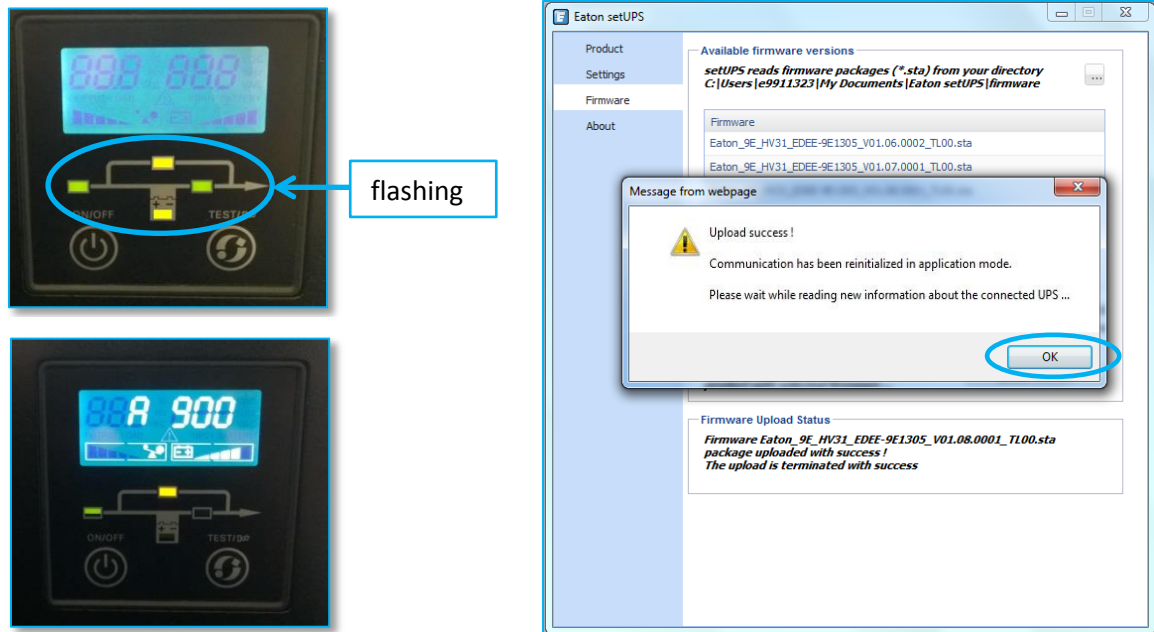 888 888
ON/OFF
TEST/
flashing
A 900
ON/OFF
TEST/
Eaton setUPS
Product
Settings
Firmware
About
Available firmware versions
setUPS reads firmware packages (*.sta) from your directory
C:\Users\e9911323\My Documents\Eaton setUPS\firmware
...
Firmware
Eaton_9E_HV31_EDEE-9E1305_V01.06.0002_TL00.sta
Eaton_9E_HV31_EDEE-9E1305_V01.07.0001_TL00.sta
Message from webpage
Upload success !
Communication has been reinitialized in application mode.
Please wait while reading new information about the connected UPS ...
OK
Firmware Upload Status
Firmware Eaton_9E_HV31_EDEE-9E1305_V01.08.0001_TL00.sta
package uploaded with success !
The upload is terminated with success